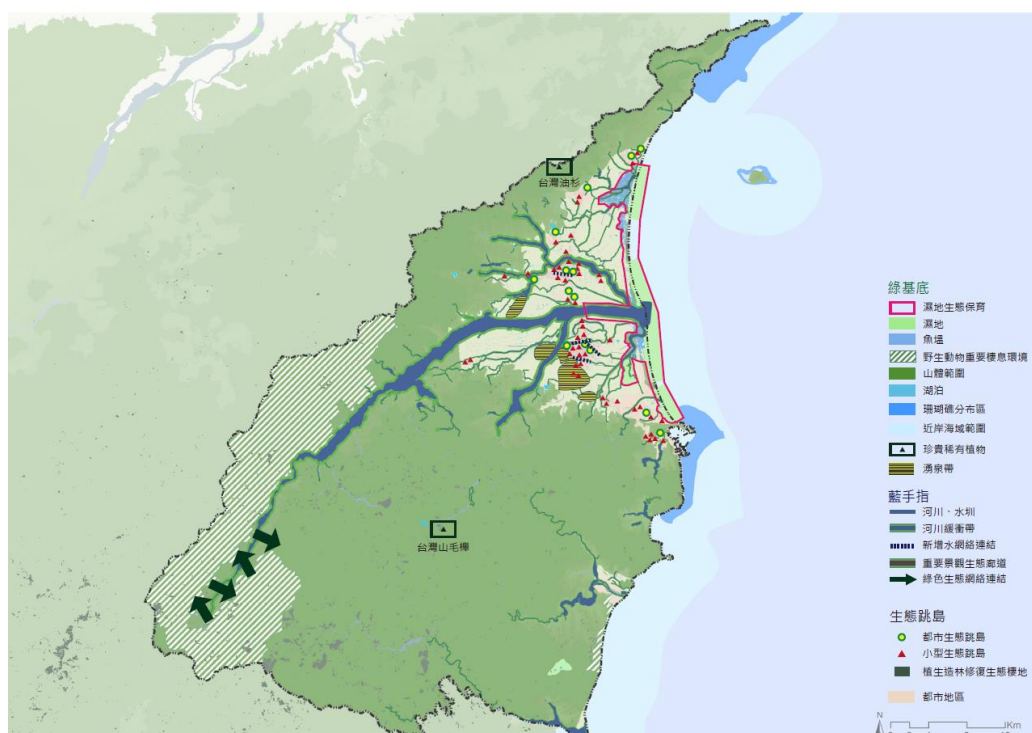 台灣油杉
台灣山毛櫸
綠基底
濕地生態保育
濕地
魚塭
野生動物重要棲息環境
山體範圍
湖泊
珊瑚礁分布區
近岸海域範圍
珍貴稀有植物
湧泉帶
藍手指
河川、水圳
河川緩衝帶
新增水網絡連結
重要景觀生態廊道
綠色生態網絡連結
生態跳島
都市生態跳島
小型生態跳島
植生造林修復生態棲地
都市地區
N
Km